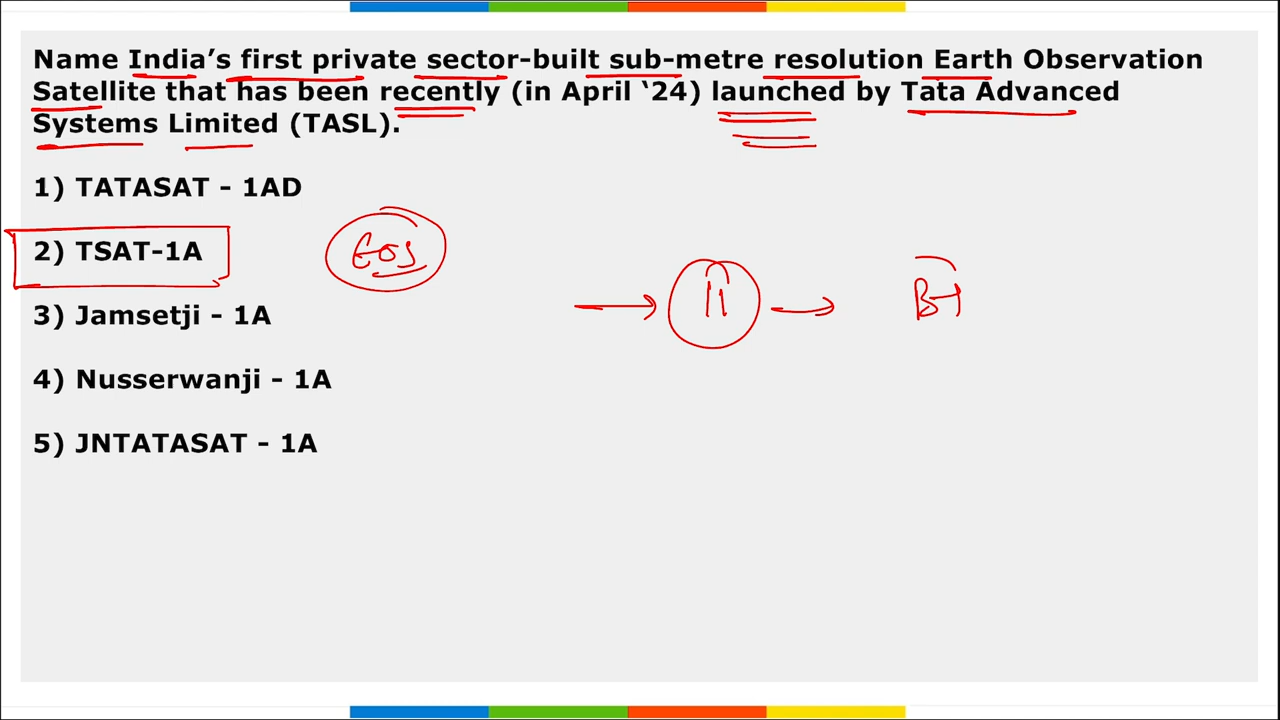 Name India’s first private sector-built sub-metre resolution Earth Observation
Satellite that has been recently (in April ‘24) launched by Tata Advanced
Systems Limited (TASL).
1) TATASAT - 1AD
2) TSAT-1A
EOS
3) Jamsetji - 1A
4) Nusserwanji - 1A
5) JNTATASAT - 1A